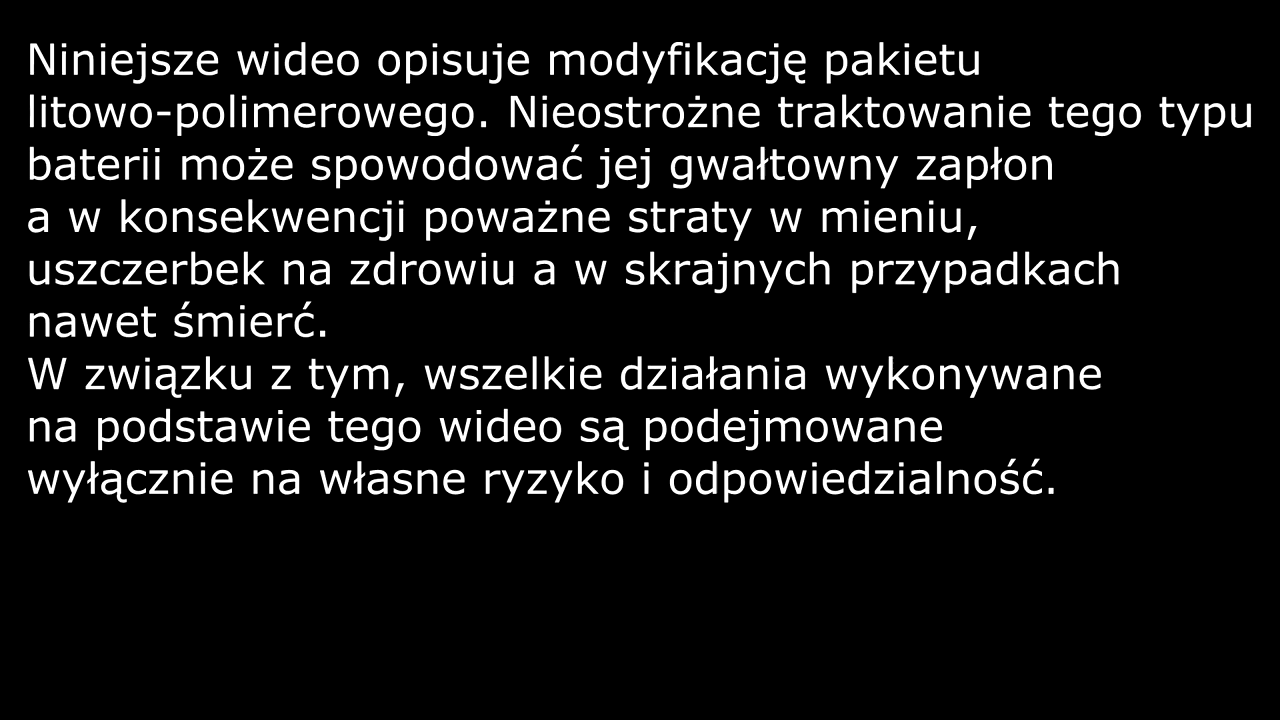 Niniejsze wideo opisuje modyfikację pakietu
litowo-polimerowego. Nieostrożne traktowanie tego typu
baterii może spowodować jej gwałtowny zapłon
a w konsekwencji poważne straty w mieniu,
uszczerbek na zdrowiu a w skrajnych przypadkach
nawet śmierć.
W związku z tym, wszelkie działania wykonywane
na podstawie tego wideo są podejmowane
wyłącznie na własne ryzyko i odpowiedzialność.